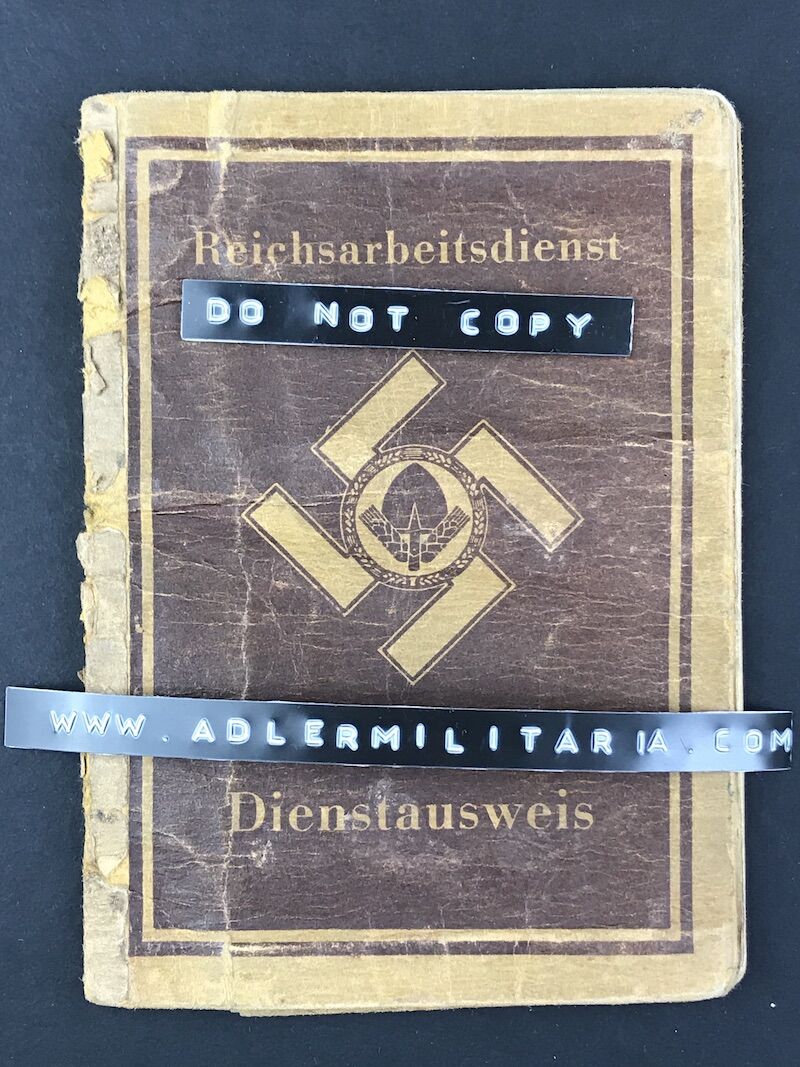 Reichsarbeitsdienst
DO NOT COPY
WWW.ADLERMILITARIA.COM
Dienstausweis